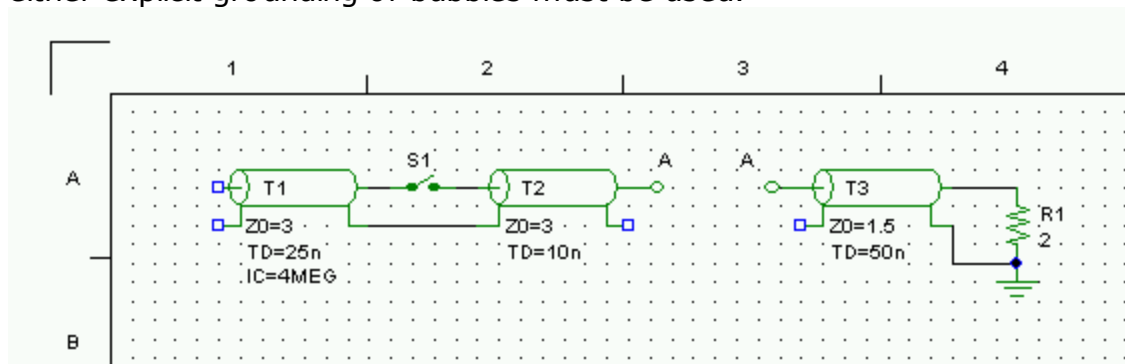 either explicit grounding or bubbles must be used.
1 2 3 4
S1 A A
A T1 T2 T3
R1
Z0=3 Z0=3 Z0=1.5 2
TD=25n TD=10n TD=50n
IC=4MEG
B